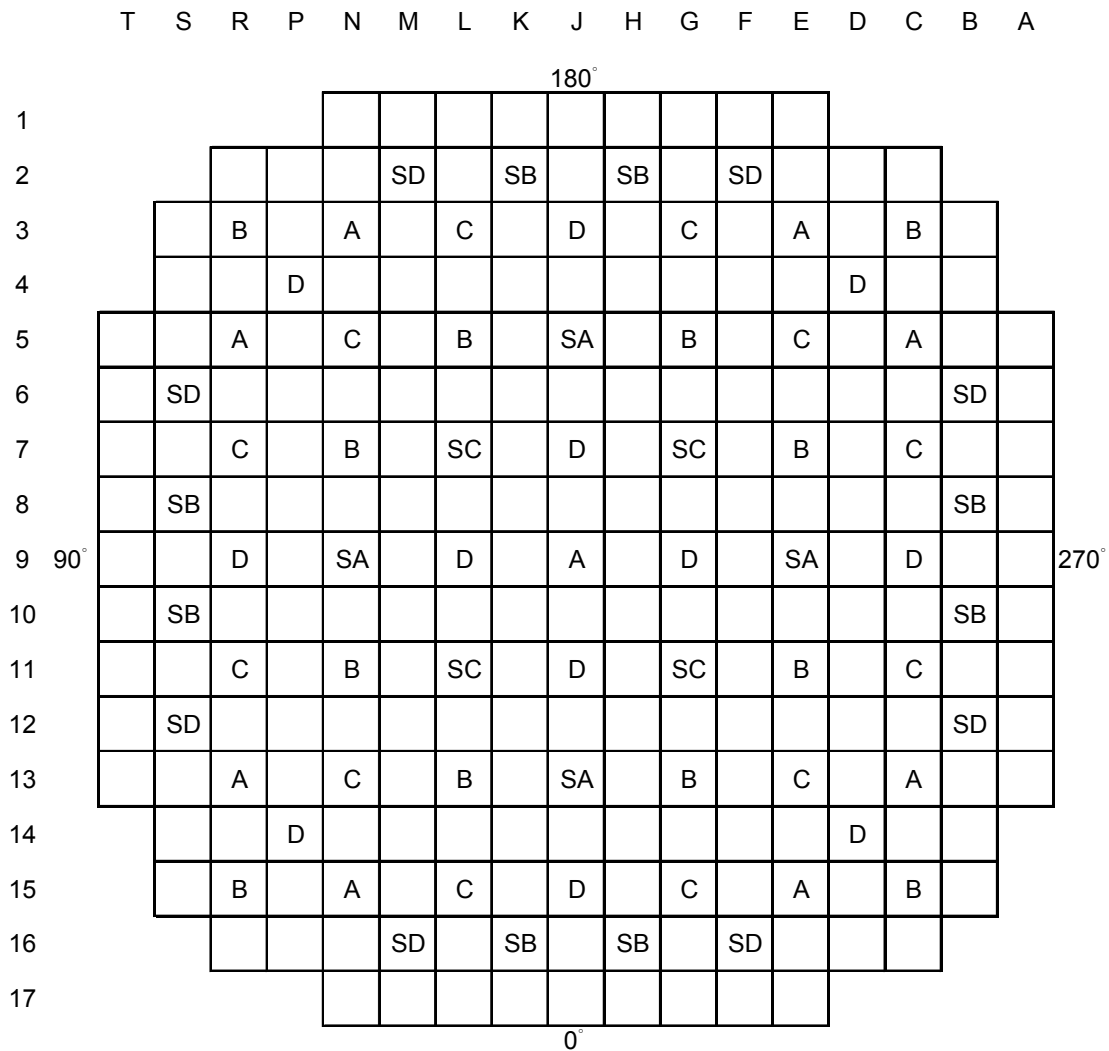 T S R P N M L K J H G F E D C B A
180°
1
2 SD SB SB SD
3 B A C D C A B
4 D D
5 A C B SA B C A
6 SD SD
7 C B SC D SC B C
8 SB SB
9 90° D SA D A D SA D 270°
10 SB SB
11 C B SC D SC B C
12 SD SD
13 A C B SA B C A
14 D D
15 B A C D C A B
16 SD SB SB SD
17
0°